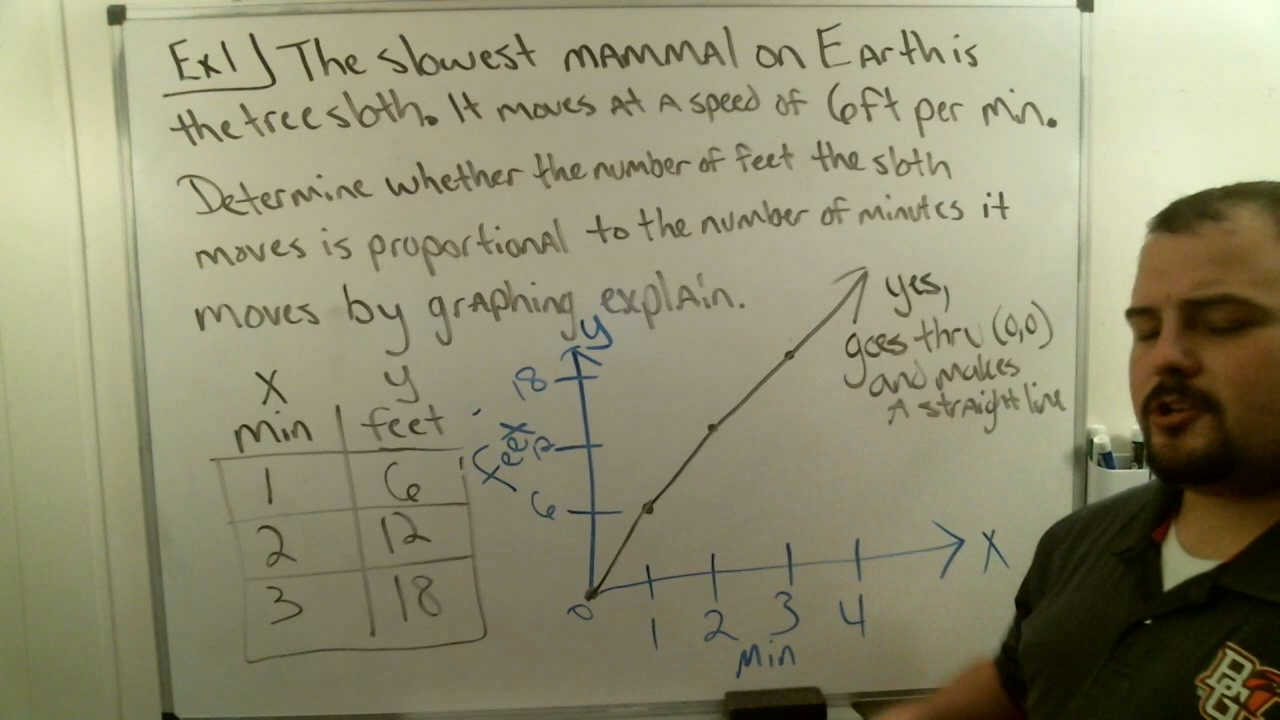 Ex1) The slowest mammal on Earth is
the tree sloth. It moves at a speed of 6ft per min.
Determine whether the number of feet the sloth
moves is proportional to the number of minutes it
moves by graphing explain.
x y
min feet
1 6
2 12
3 18
y
18
12
6
feet
0
1 2 3 4
x
min
yes,
goes thru (0,0)
and makes
a straight line
BG